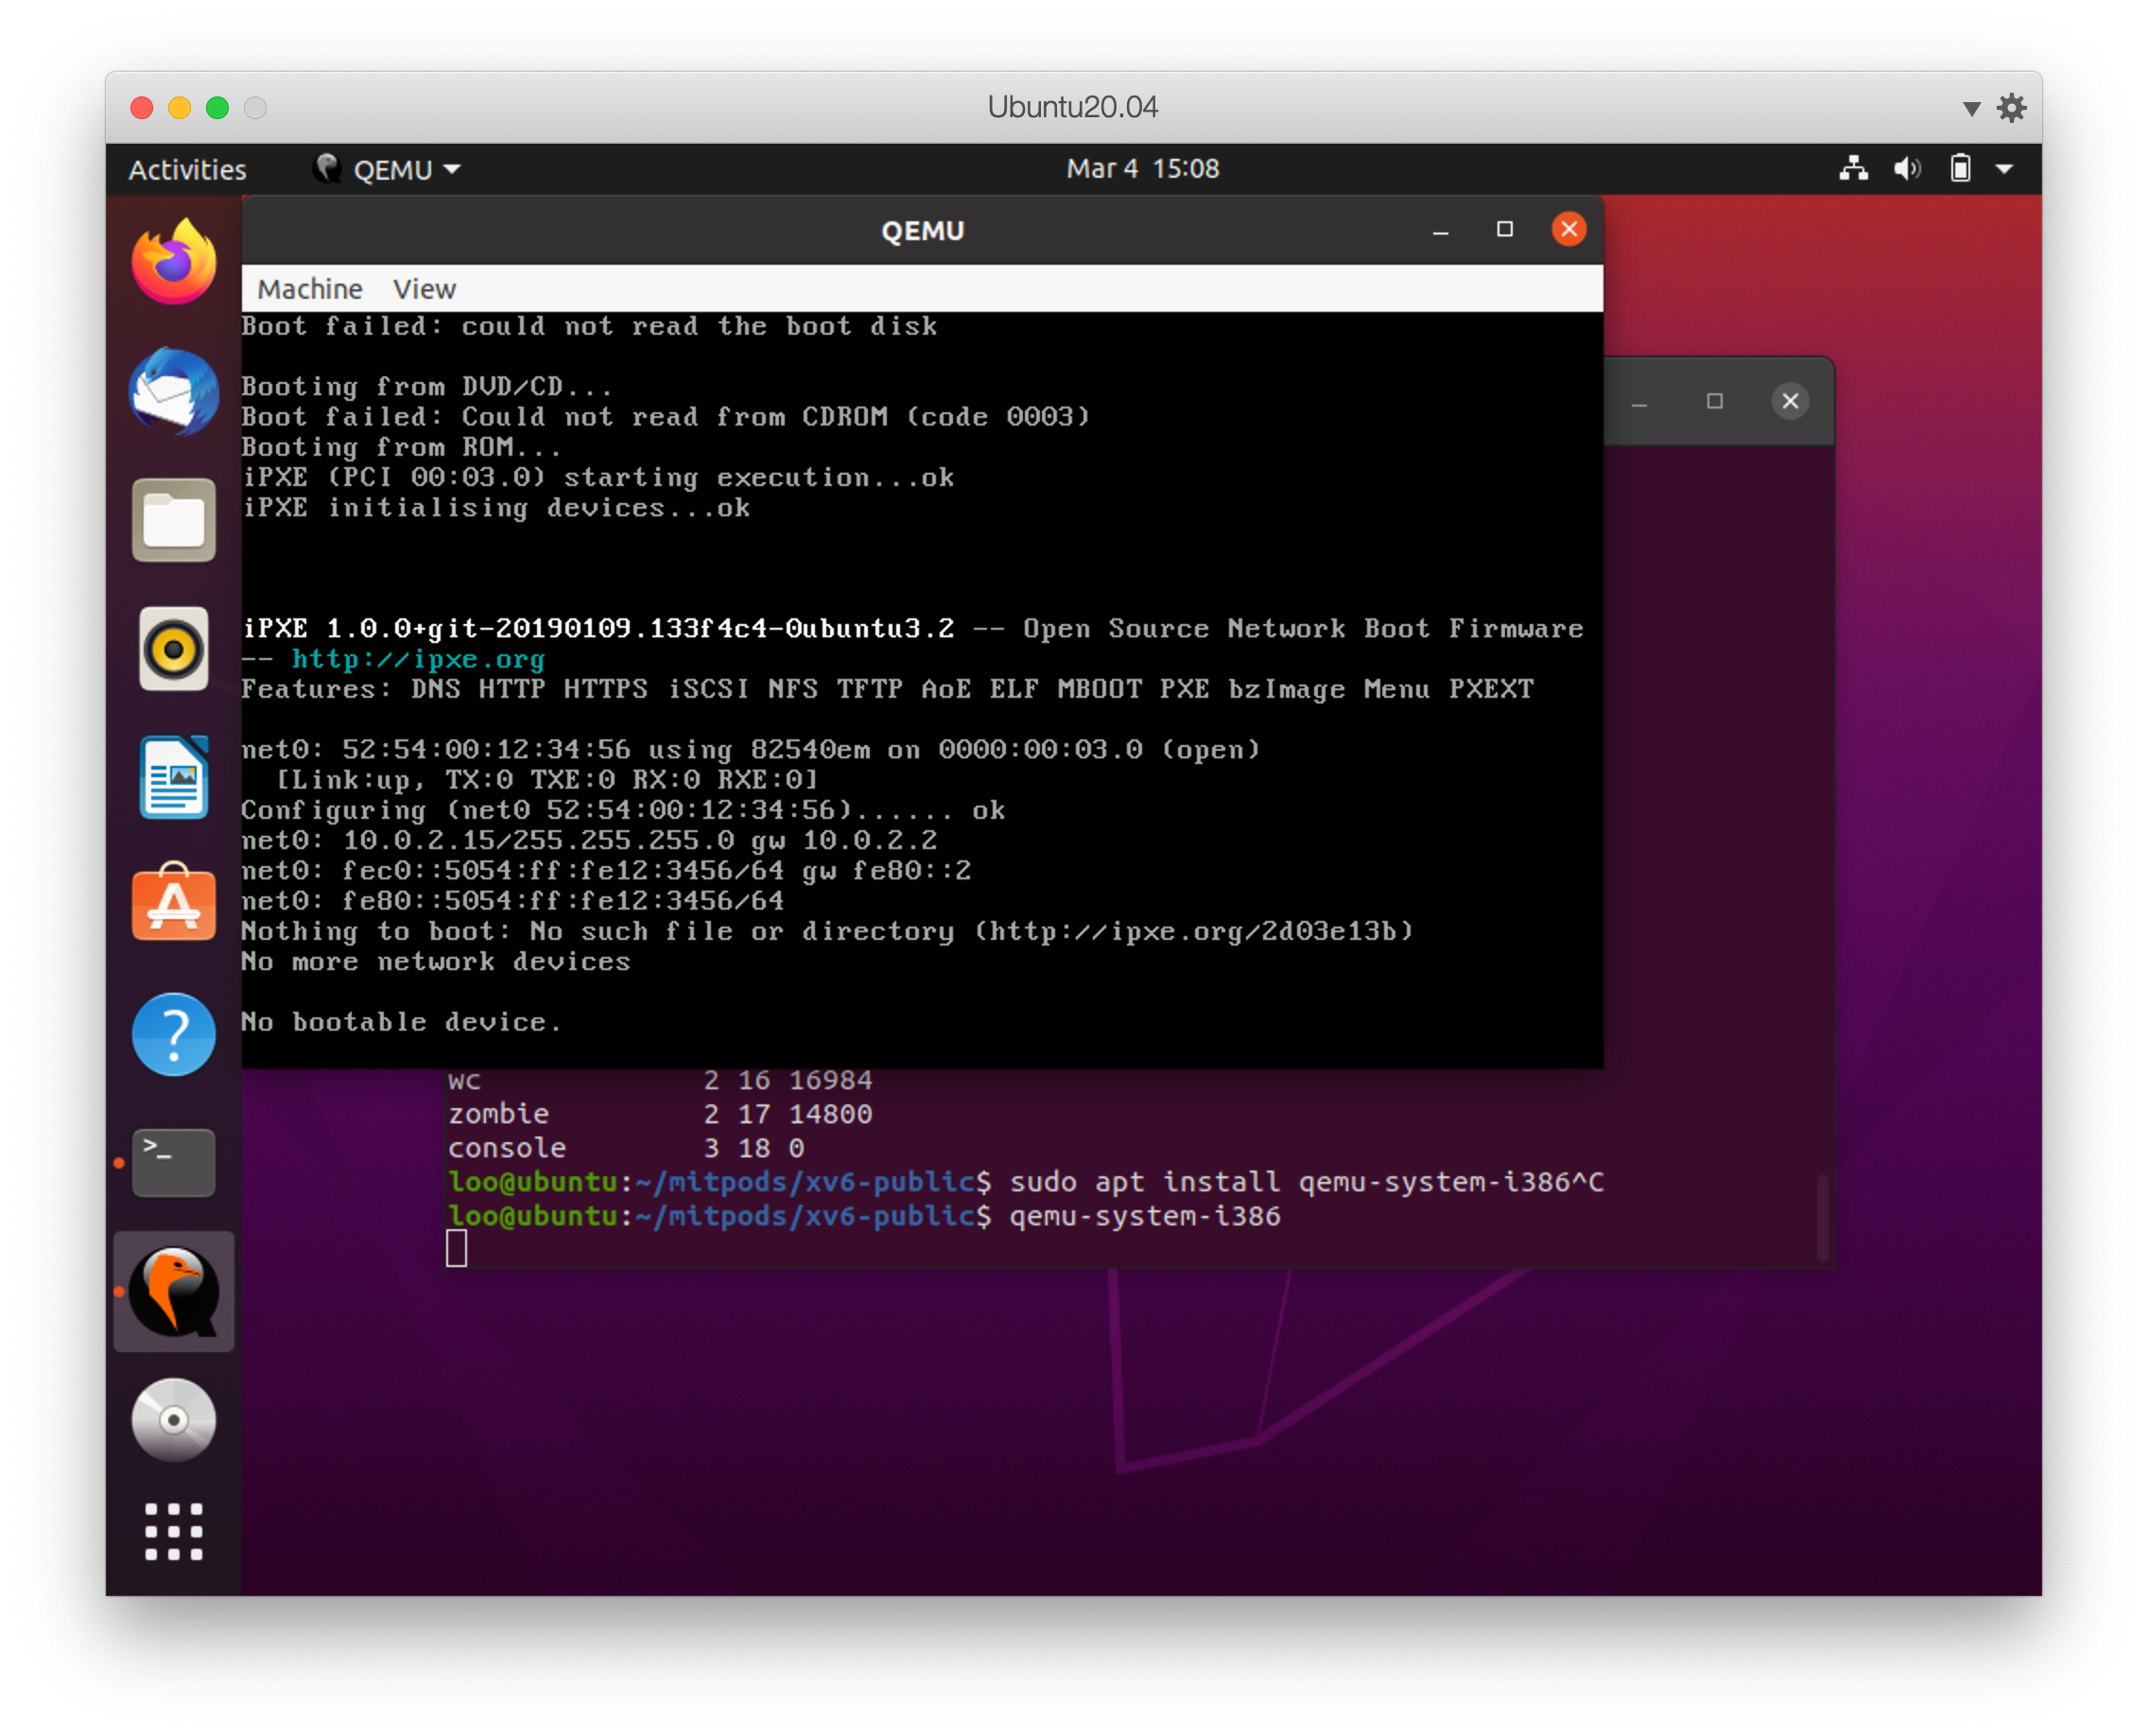 Ubuntu20.04
Activities QEMU Mar 4 15:08
QEMU
Machine View
Boot failed: could not read the boot disk
Booting from DVD/CD...
Boot failed: Could not read from CDROM (code 0003)
Booting from ROM...
iPXE (PCI 00:03.0) starting execution...ok
iPXE initialising devices...ok
iPXE 1.0.0+git-20190109.133f4c4-0ubuntu3.2 -- Open Source Network Boot Firmware
-- http://ipxe.org
Features: DNS HTTP HTTPS iSCSI NFS TFTP AoE ELF MBOOT PXE bzImage Menu PXEXT
net0: 52:54:00:12:34:56 using 82540em on 0000:00:03.0 (open)
[Link:up, TX:0 TXE:0 RX:0 RXE:0]
Configuring (net0 52:54:00:12:34:56)...... ok
net0: 10.0.2.15/255.255.255.0 gw 10.0.2.2
net0: fec0::5054:ff:fe12:3456/64 gw fe80::2
net0: fe80::5054:ff:fe12:3456/64
Nothing to boot: No such file or directory (http://ipxe.org/2d03e13b)
No more network devices
No bootable device.
wc 2 16 16984
zombie 2 17 14800
console 3 18 0
loo@ubuntu:~/mitpods/xv6-public$ sudo apt install qemu-system-i386^C
loo@ubuntu:~/mitpods/xv6-public$ qemu-system-i386